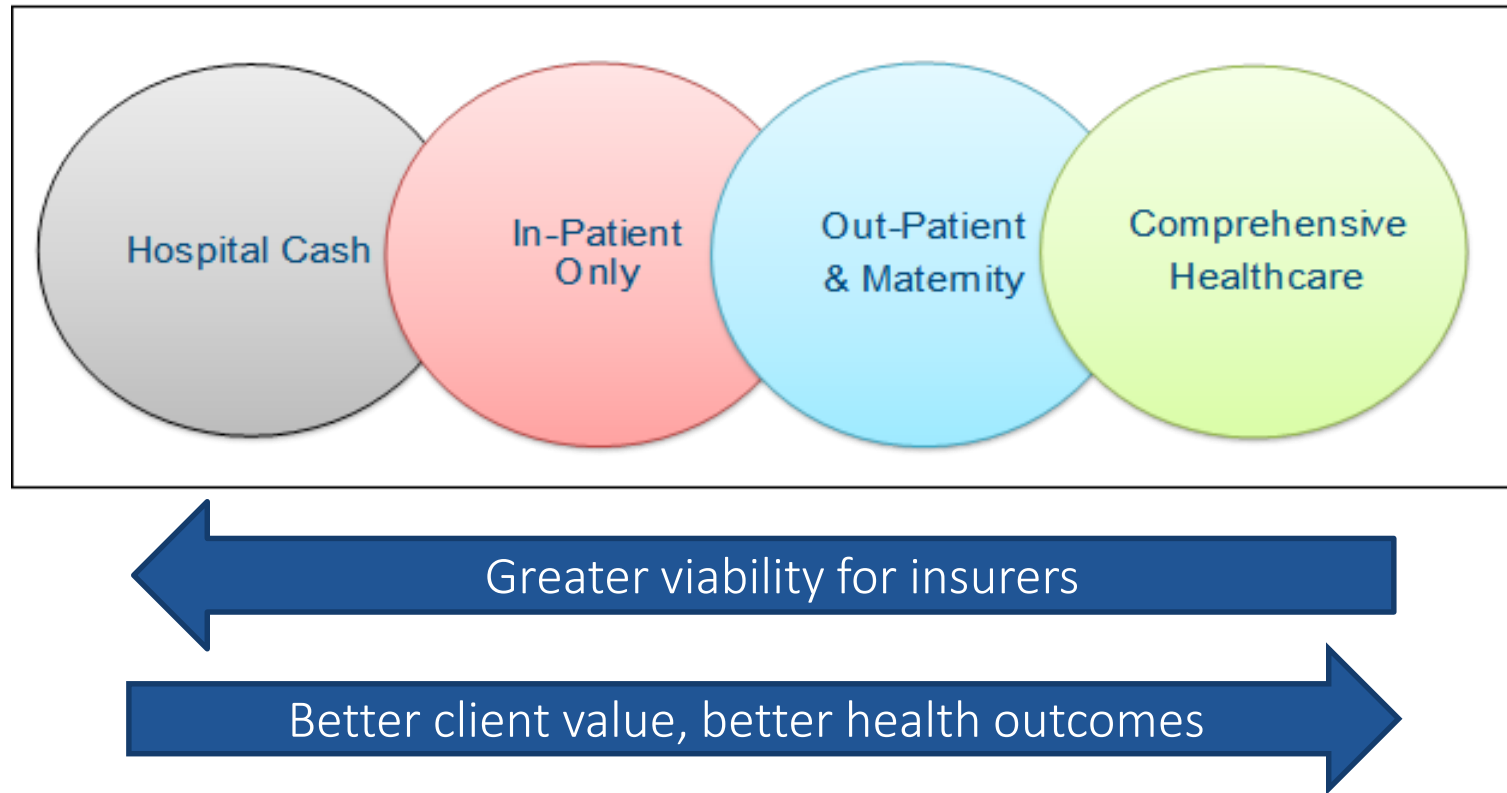 Hospital Cash
In-Patient
Only
Out-Patient
& Maternity
Comprehensive
Healthcare
Greater viability for insurers
Better client value, better health outcomes